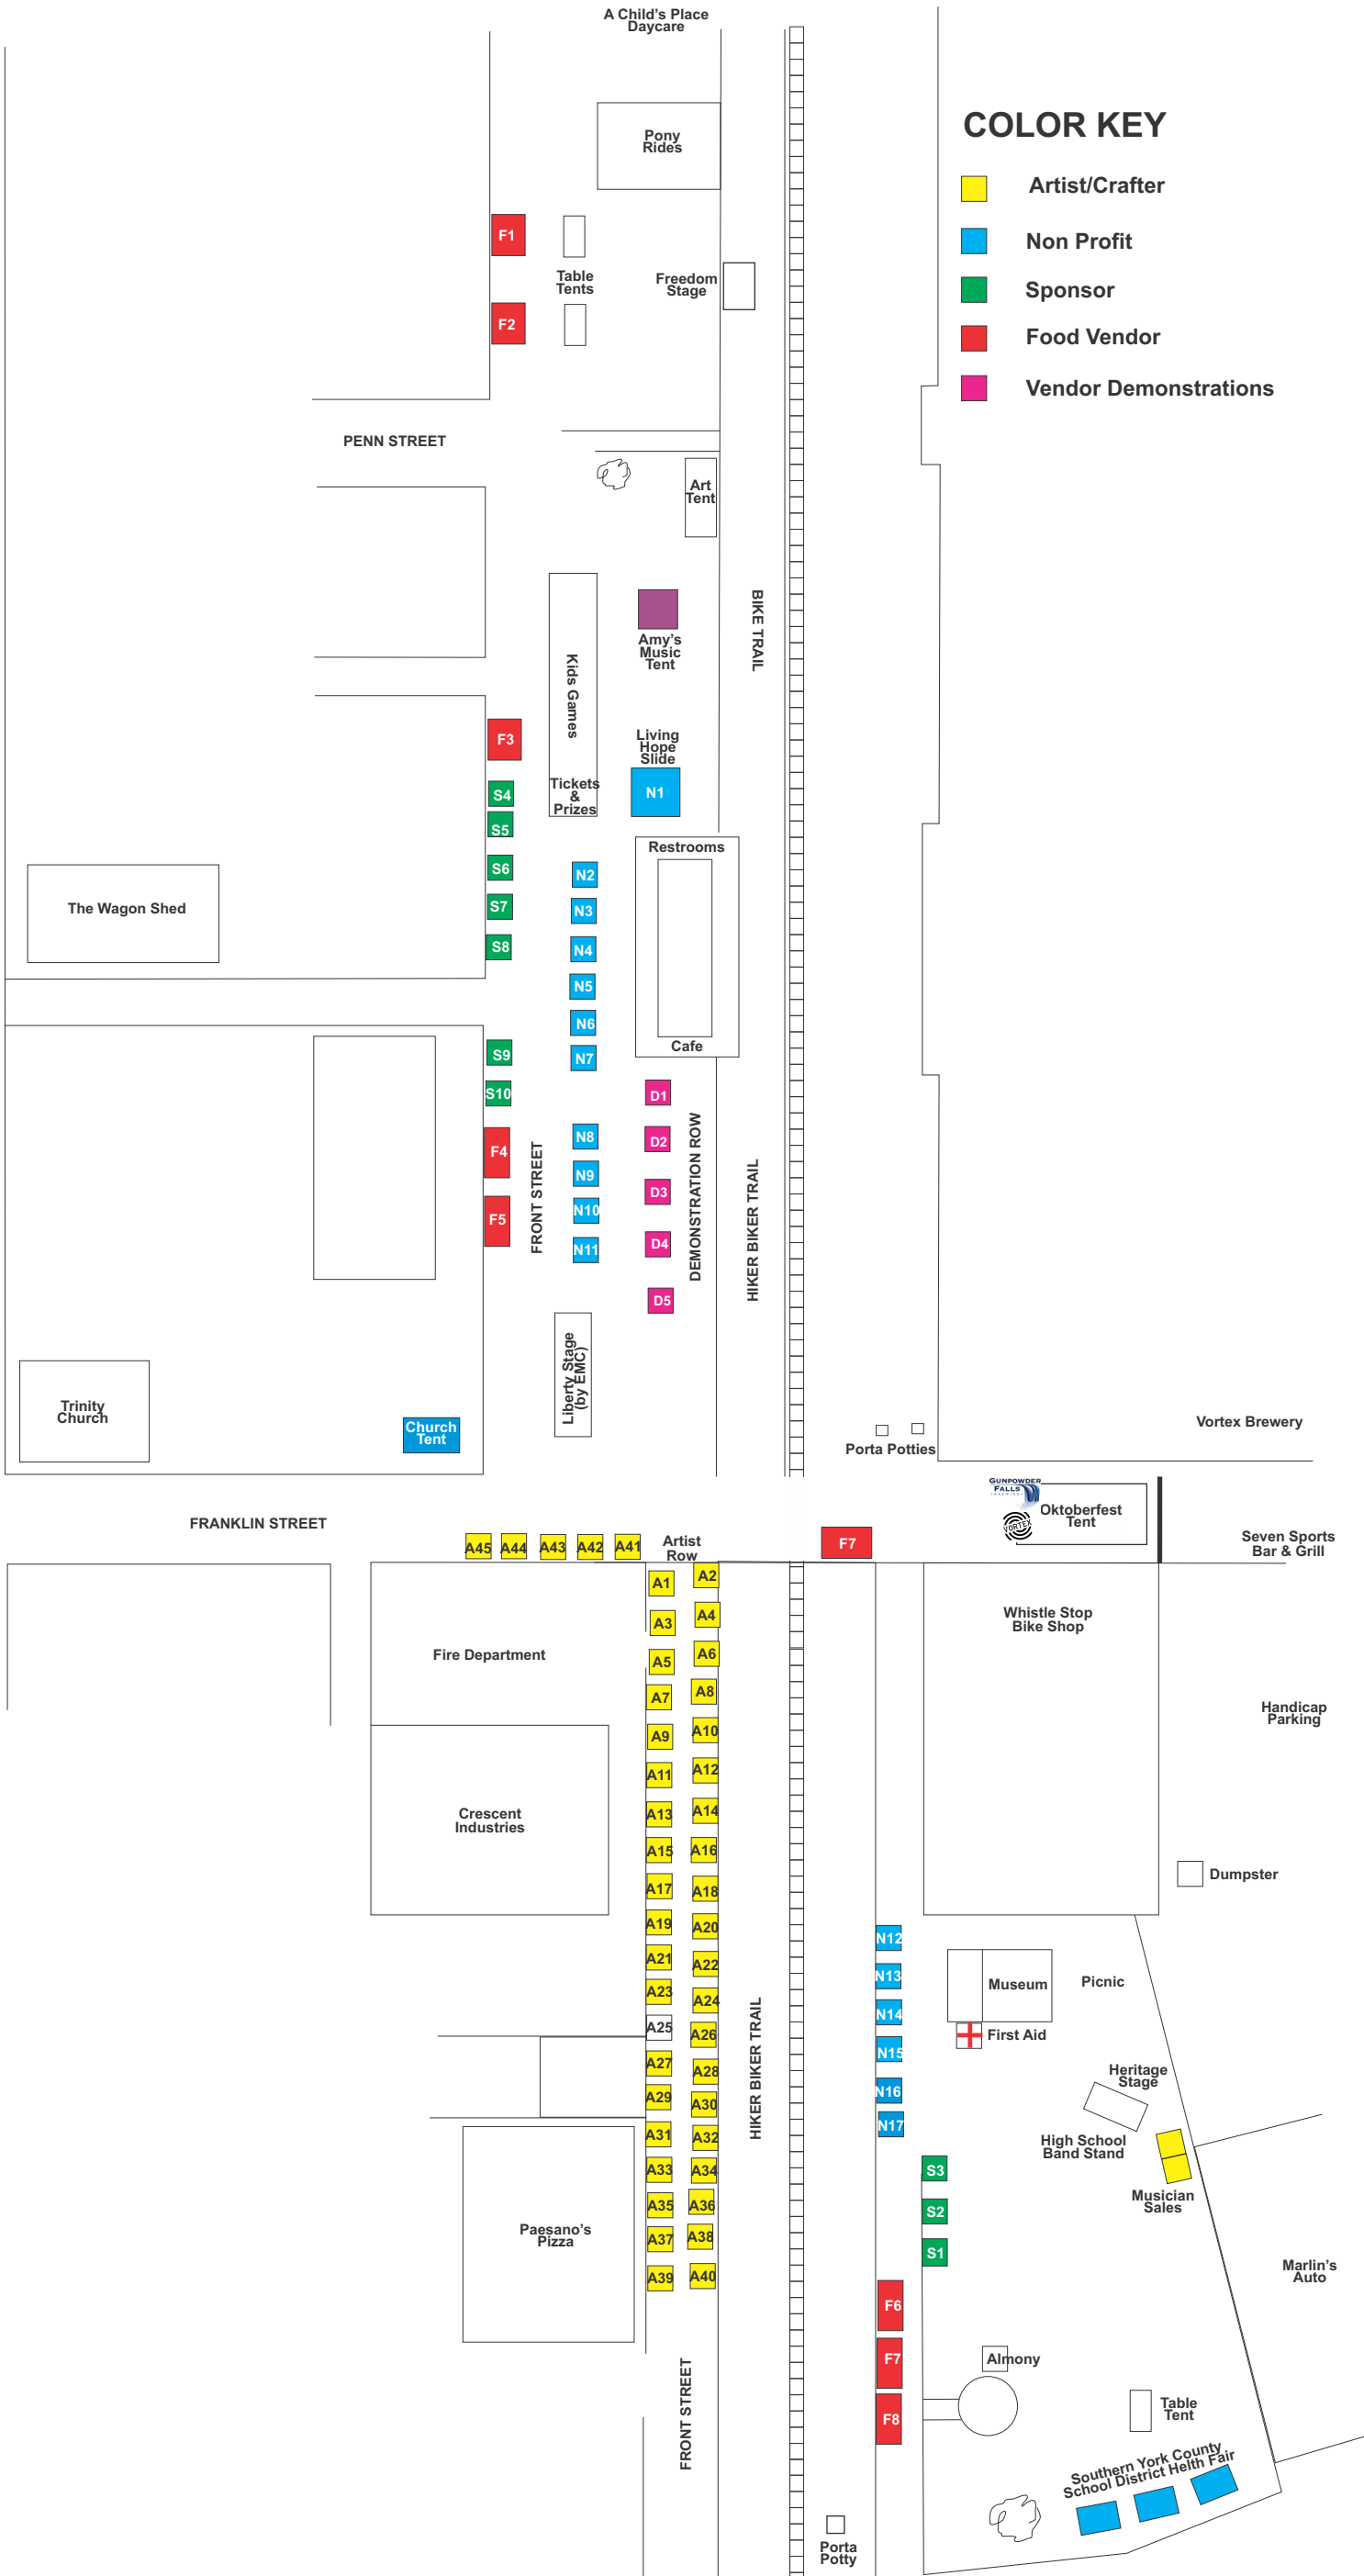 A Child's Place
Daycare
COLOR KEY
Artist/Crafter
Non Profit
Sponsor
Food Vendor
Vendor Demonstrations
Pony
Rides
F1
Table
Tents
F2
Freedom
Stage
PENN STREET
Art
Tent
BIKE TRAIL
Amy's
Music
Tent
Kids Games
Tickets
&
Prizes
Living
Hope
Slide
N1
F3
S4
S5
S6
S7
S8
The Wagon Shed
Restrooms
Cafe
N2
N3
N4
N5
N6
N7
S9
S10
F4
F5
FRONT STREET
N8
N9
N10
N11
D1
D2
D3
D4
D5
DEMONSTRATION ROW
HIKER BIKER TRAIL
Liberty Stage
(by EMC)
Trinity
Church
Church
Tent
Porta Potties
Vortex Brewery
GUNPOWDER
FALLS
VORTEX
Oktoberfest
Tent
Seven Sports
Bar & Grill
FRANKLIN STREET
A45
A44
A43
A42
A41
Artist
Row
F7
A1
A2
A3
A4
A5
A6
A7
A8
A9
A10
A11
A12
A13
A14
A15
A16
A17
A18
A19
A20
A21
A22
A23
A24
A25
A26
A27
A28
A29
A30
A31
A32
A33
A34
A35
A36
A37
A38
A39
A40
Fire Department
Crescent
Industries
Paesano's
Pizza
HIKER BIKER TRAIL
FRONT STREET
Whistle Stop
Bike Shop
Handicap
Parking
Dumpster
N12
N13
N14
N15
N16
N17
Museum
Picnic
First Aid
Heritage
Stage
High School
Band Stand
Musician
Sales
S3
S2
S1
Marlin's
Auto
F6
F7
F8
Almony
Table
Tent
Southern York County
School District Helth Fair
Porta
Potty